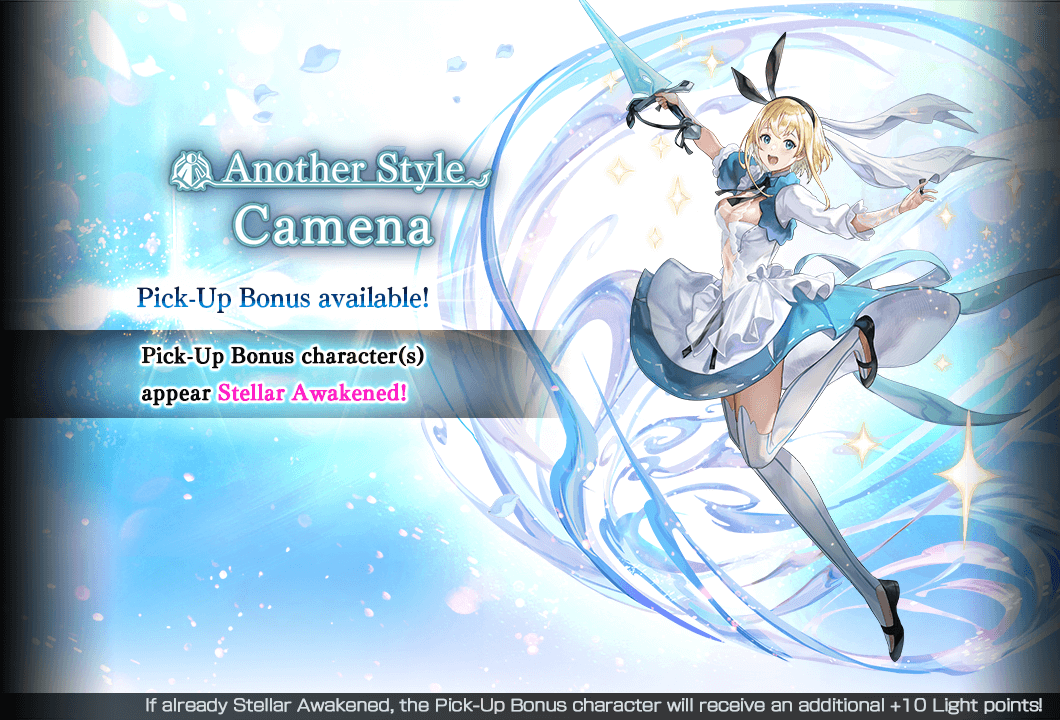 Another Style
Camena
Pick-Up Bonus available!
Pick-Up Bonus character(s)
appear Stellar Awakened!
If already Stellar Awakened, the Pick-Up Bonus character will receive an additional +10 Light points!